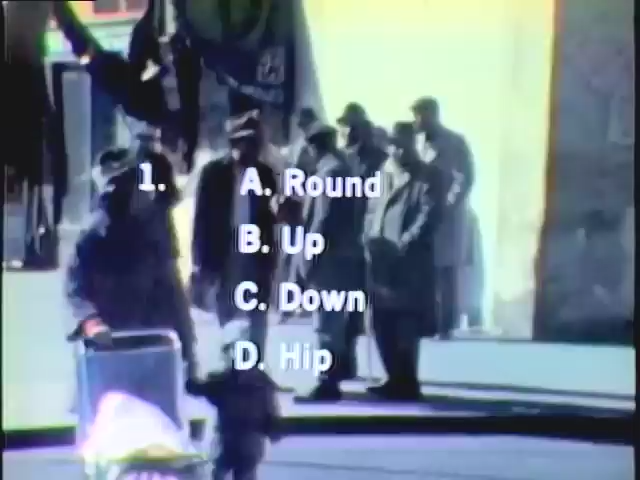 1. A. Round
B. Up
C. Down
D. Hip